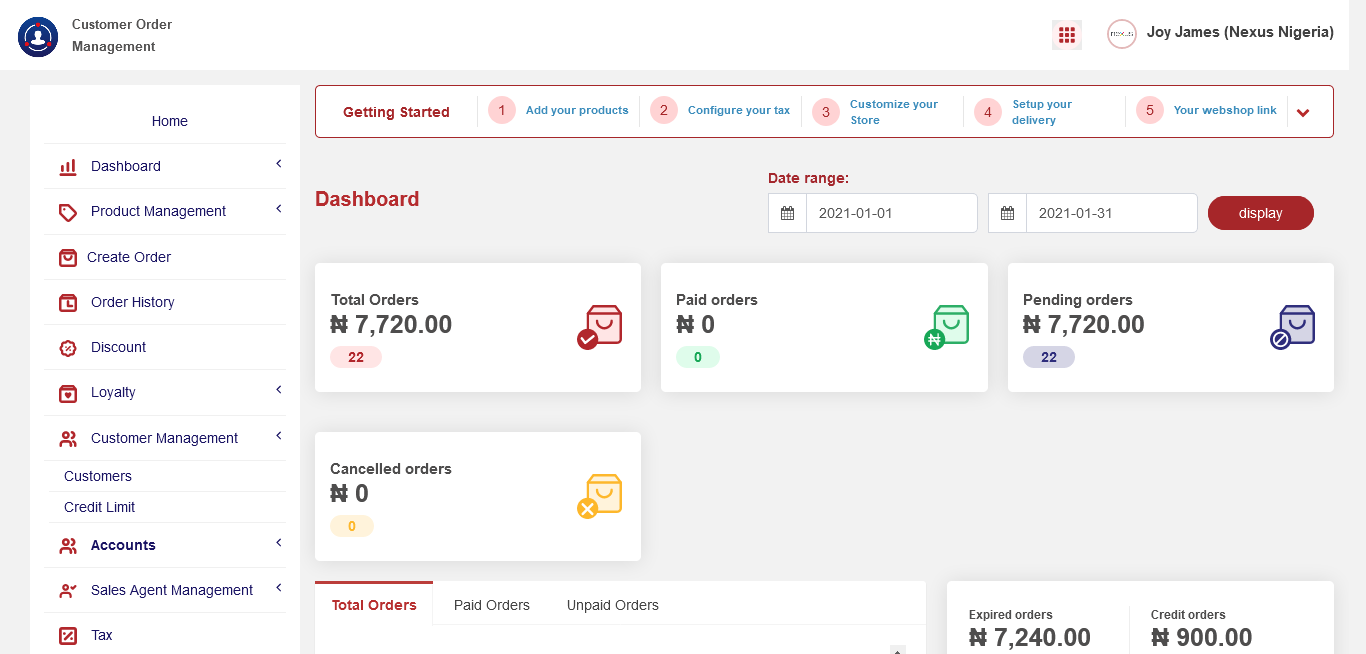 Customer Order
Management
nexus
Joy James (Nexus Nigeria)
Home
Dashboard
Product Management
Create Order
Order History
Discount
Loyalty
Customer Management
Customers
Credit Limit
Accounts
Sales Agent Management
Tax
Getting Started
1 Add your products
2 Configure your tax
3 Customize your
Store
4 Setup your
delivery
5 Your webshop link
Dashboard
Date range:
2021-01-01
2021-01-31
display
Total Orders
₦ 7,720.00
22
Paid orders
₦ 0
0
Pending orders
₦ 7,720.00
22
Cancelled orders
₦ 0
0
Total Orders Paid Orders Unpaid Orders
Expired orders
₦ 7,240.00
Credit orders
₦ 900.00